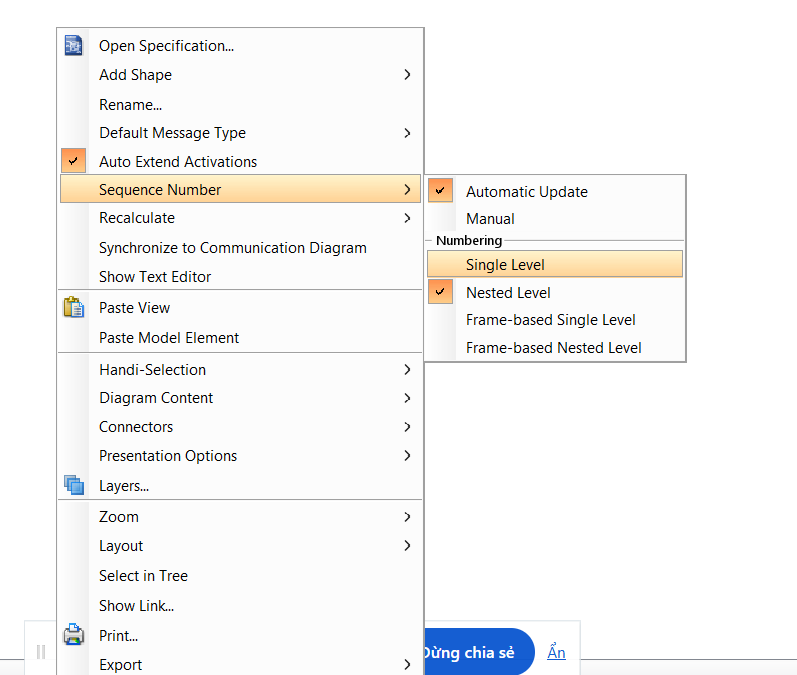 Open Specification...
Add Shape
Rename...
Default Message Type
Auto Extend Activations
Sequence Number
Recalculate
Synchronize to Communication Diagram
Show Text Editor
Paste View
Paste Model Element
Handi-Selection
Diagram Content
Connectors
Presentation Options
Layers...
Zoom
Layout
Select in Tree
Show Link...
Print...
Export
Automatic Update
Manual
Numbering
Single Level
Nested Level
Frame-based Single Level
Frame-based Nested Level
Dừng chia sẻ
Ẩn